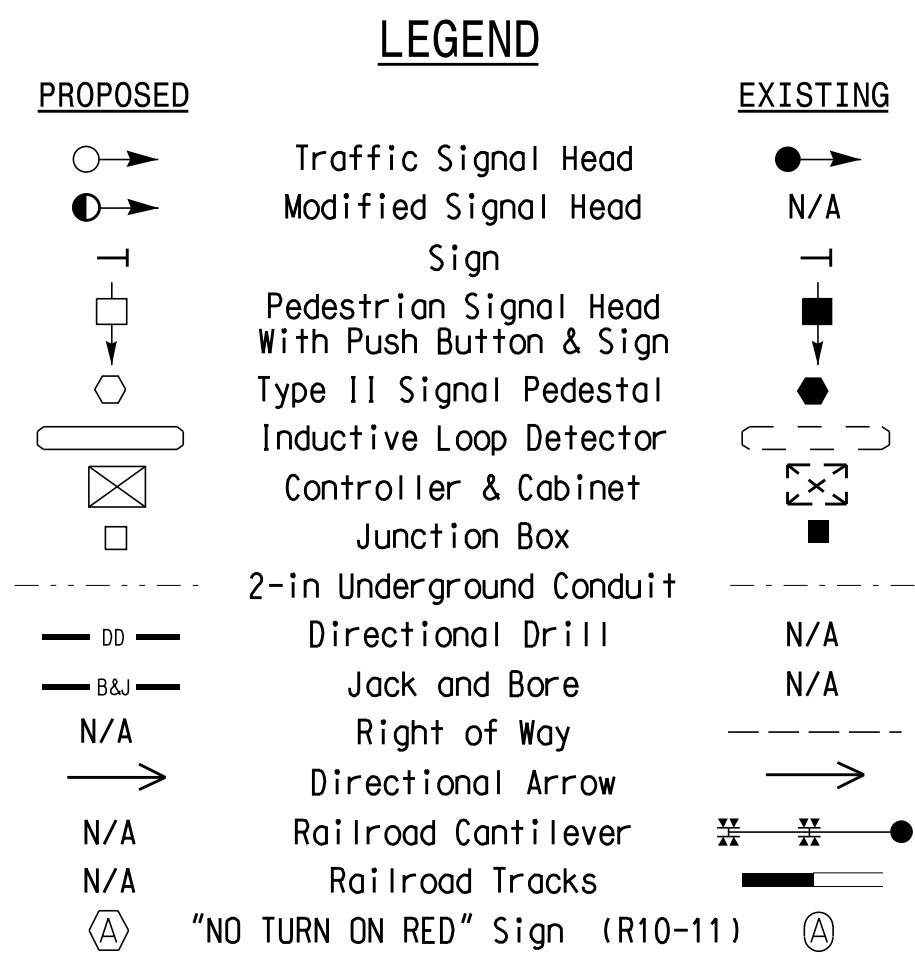 LEGEND
PROPOSED EXISTING
Traffic Signal Head
Modified Signal Head N/A
Sign
Pedestrian Signal Head
With Push Button & Sign
Type II Signal Pedestal
Inductive Loop Detector
Controller & Cabinet
Junction Box
2-in Underground Conduit
DD Directional Drill N/A
B&J Jack and Bore N/A
N/A Right of Way
Directional Arrow
N/A Railroad Cantilever
N/A Railroad Tracks
A "NO TURN ON RED" Sign (R10-11) A